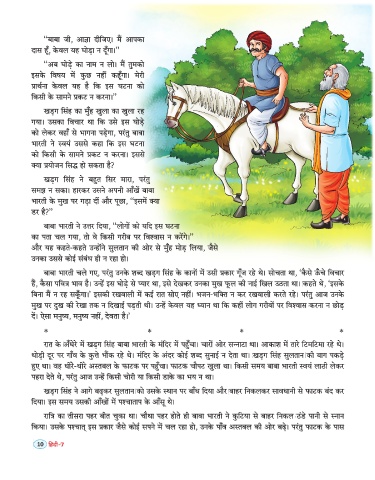 “बाबा जी, आज्ञा दीजिए। मैं आपका
दास हूँ, केवल यह घोड़ा न दूँगा।”
“अब घोड़े का नाम न लो। मैं तुमको
इसके विषय में कुछ नहीं कहूँगा। मेरी
प्रार्थना केवल यह है कि इस घटना को
किसी के सामने प्रकट न करना।”
खड्ग सिंह का मुँह खुला का खुला रह
गया। उसका विचार था कि उसे इस घोड़े
को लेकर वहाँ से भागना पड़ेगा, परंतु बाबा
भारती ने स्वयं उससे कहा कि इस घटना
को किसी के सामने प्रकट न करना। इससे
क्या प्रयोजन सिद्ध हो सकता है?
खड्ग सिंह ने बहुत सिर मारा, परंतु
समझ न सका। हारकर उसने अपनी आँखें बाबा
भारती के मुख पर गड़ा दीं और पूछा, “इसमें क्या
डर है?”
बाबा भारती ने उत्तर दिया, “लोगों को यदि इस घटना
का पता चल गया, तो वे किसी गरीब पर विश्वास न करेंगे।”
और यह कहते-कहते उन्होंने सुलतान की ओर से मुँह मोड़ लिया, जैसे
उनका उससे कोई संबंध ही न रहा हो।
बाबा भारती चले गए, परंतु उनके शब्द खड्ग सिंह के कानों में उसी प्रकार गूँज रहे थे। सोचता था, ‘कैसे ऊँचे विचार
हैं, कैसा पवित्र भाव है! उन्हें इस घोड़े से प्यार था, इसे देखकर उनका मुख फूल की नाईं खिल उठता था। कहते थे, ‘इसके
बिना मैं न रह सकूँगा।’ इसकी रखवाली में कई रात सोए नहीं। भजन-भक्ति न कर रखवाली करते रहे। परंतु आज उनके
मुख पर दुख की रेखा तक न दिखाई पड़ती थी। उन्हें केवल यह ध्यान था कि कहीं लोग गरीबों पर विश्वास करना न छोड़
दें। ऐसा मनुष्य, मनुष्य नहीं, देवता है।’
* * * *
रात के अँधेरे में खड्ग सिंह बाबा भारती के मंदिर में पहुँचा। चारों ओर सन्नाटा था। आकाश में तारे टिमटिमा रहे थे।
थोड़ी दूर पर गाँव के कुत्ते भौंक रहे थे। मंदिर के अंदर कोई शब्द सुनाई न देता था। खड्ग सिंह सुलतान की बाग पकड़े
हुए था। वह धीरे-धीरे अस्तबल के फाटक पर पहुँचा। फाटक चौपट खुला था। किसी समय बाबा भारती स्वयं लाठी लेकर
पहरा देते थे, परंतु आज उन्हें किसी चोरी या किसी डाके का भय न था।
खड्ग सिंह ने आगे बढ़कर सुलतान को उसके स्थान पर बाँध दिया और बाहर निकलकर सावधानी से फाटक बंद कर
दिया। इस समय उसकी आँखों में पश्चाताप के आँसू थे।
रात्रि का तीसरा पहर बीत चुका था। चौथा पहर होते ही बाबा भारती ने कुटिया से बाहर निकल ठंडे पानी से स्नान
किया। उसके पश्चात् इस प्रकार जैसे कोई सपने में चल रहा हो, उनके पाँव अस्तबल की ओर बढ़े। परंतु फाटक के पास
10 हिंदी-7